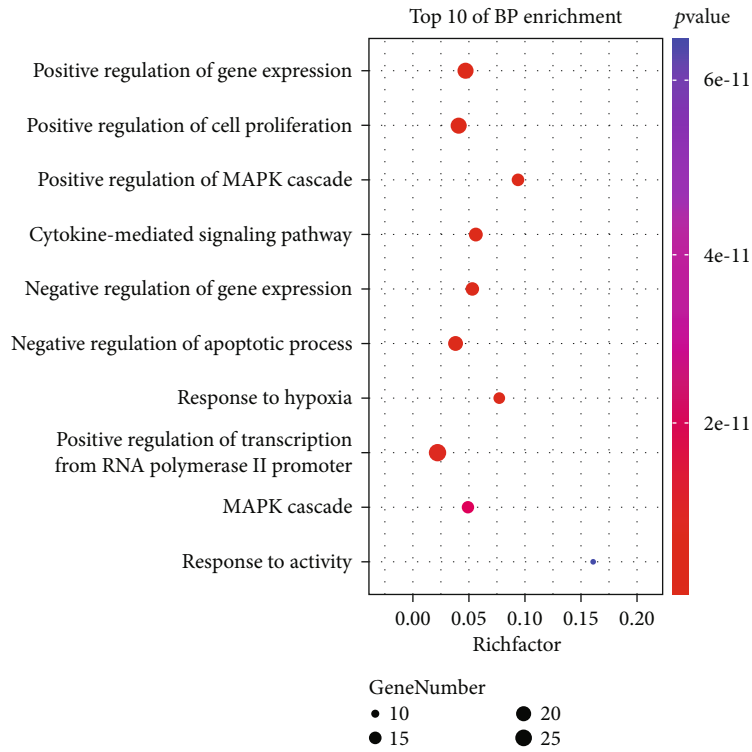 Top 10 of BP enrichment
pvalue
Positive regulation of gene expression
Positive regulation of cell proliferation
Positive regulation of MAPK cascade
Cytokine-mediated signaling pathway
Negative regulation of gene expression
Negative regulation of apoptotic process
Response to hypoxia
Positive regulation of transcription
from RNA polymerase II promoter
MAPK cascade
Response to activity
6e-11
4e-11
2e-11
0.00 0.05 0.10 0.15 0.20
Richfactor
GeneNumber
10 20
15 25